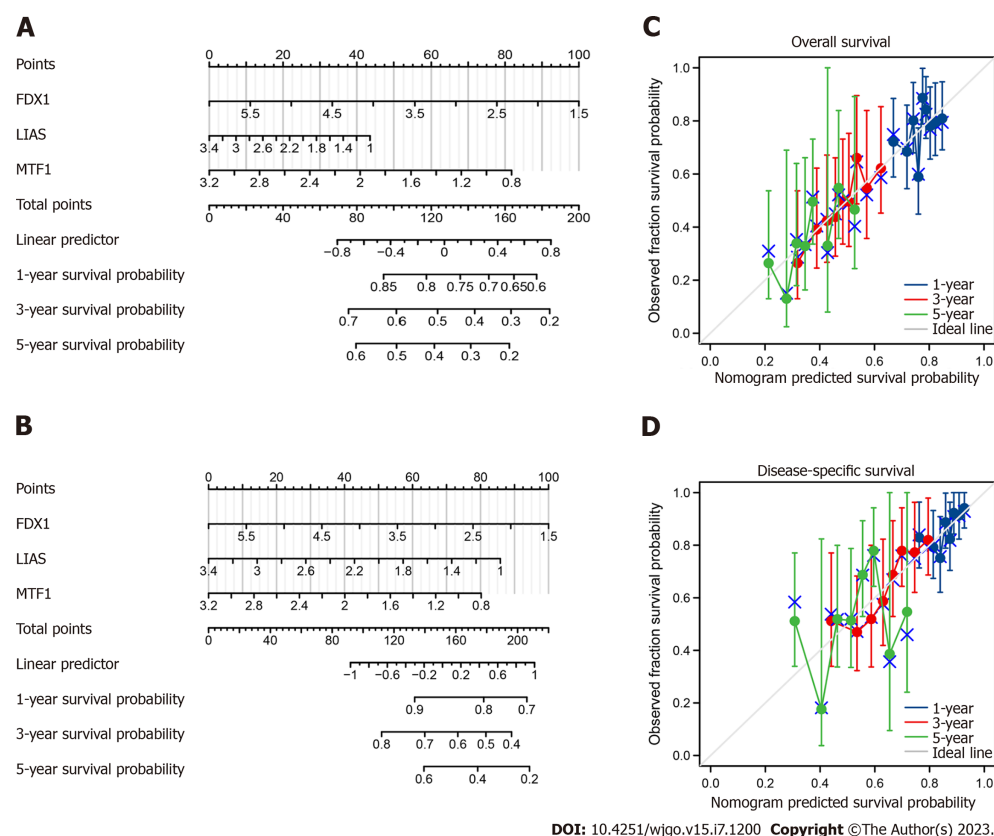 A
Points
0 20 40 60 80 100
FDX1
5.5 4.5 3.5 2.5 1.5
LIAS
3.4 3 2.6 2.2 1.8 1.4 1
MTF1
3.2 2.8 2.4 2 1.6 1.2 0.8
Total points
0 40 80 120 160 200
Linear predictor
−0.8 −0.4 0 0.4 0.8
1-year survival probability
0.85 0.8 0.75 0.7 0.65 0.6
3-year survival probability
0.7 0.6 0.5 0.4 0.3 0.2
5-year survival probability
0.6 0.5 0.4 0.3 0.2
C
Overall survival
Observed fraction survival probability
1.0
0.8
0.6
0.4
0.2
0.0
1-year
3-year
5-year
Ideal line
0.0 0.2 0.4 0.6 0.8 1.0
Nomogram predicted survival probability
B
Points
0 20 40 60 80 100
FDX1
5.5 4.5 3.5 2.5 1.5
LIAS
3.4 3 2.6 2.2 1.8 1.4 1
MTF1
3.2 2.8 2.4 2 1.6 1.2 0.8
Total points
0 40 80 120 160 200
Linear predictor
−1 −0.6 −0.2 0.2 0.6 1
1-year survival probability
0.9 0.8 0.7
3-year survival probability
0.8 0.7 0.6 0.5 0.4
5-year survival probability
0.6 0.4 0.2
D
Disease-specific survival
Observed fraction survival probability
1.0
0.8
0.6
0.4
0.2
0.0
1-year
3-year
5-year
Ideal line
0.0 0.2 0.4 0.6 0.8 1.0
Nomogram predicted survival probability
DOI: 10.4251/wjgo.v15.i7.1200 Copyright ©The Author(s) 2023.